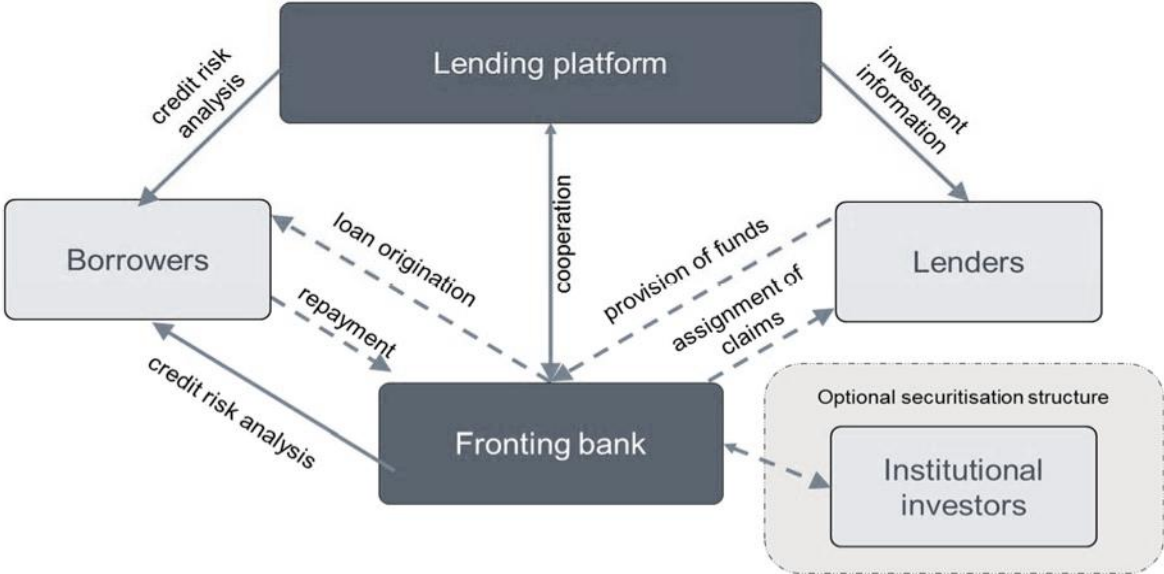 Lending platform
credit risk
analysis
investment
information
Borrowers
loan origination
cooperation
provision of funds
Lenders
repayment
assignment of
claims
credit risk analysis
Fronting bank
Optional securitisation structure
Institutional
investors